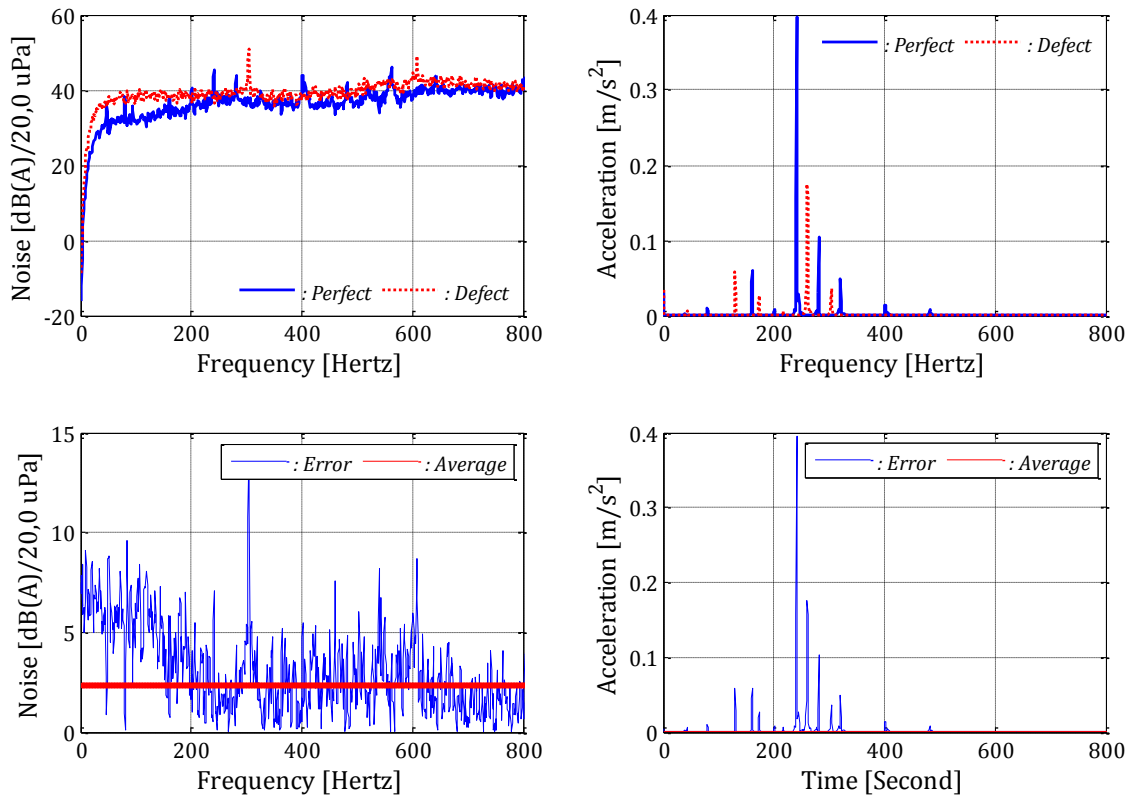 60
40
20
0
-20
Noise [dB(A)/20,0 uPa]
: Perfect : Defect
0 200 400 600 800
Frequency [Hertz]
0.4
0.3
0.2
0.1
0
Acceleration [m/s²]
: Perfect : Defect
0 200 400 600 800
Frequency [Hertz]
15
10
5
0
Noise [dB(A)/20,0 uPa]
: Error : Average
0 200 400 600 800
Frequency [Hertz]
0.4
0.3
0.2
0.1
0
Acceleration [m/s²]
: Error : Average
0 200 400 600 800
Time [Second]